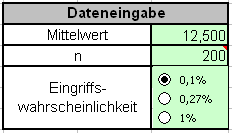 Dateneingabe
Mittelwert 12,500
n 200
Eingriffs-
wahrscheinlichkeit
0,1%
0,27%
1%